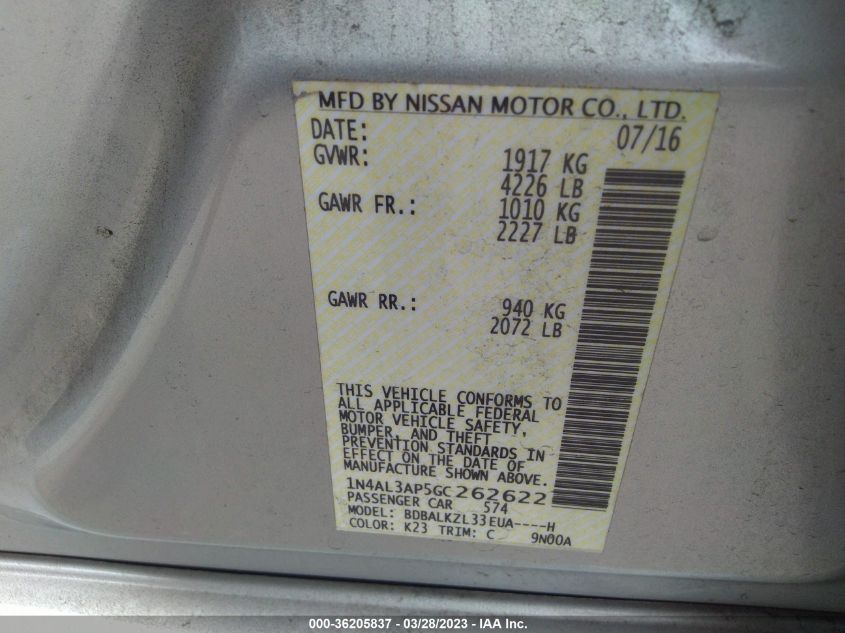 MFD BY NISSAN MOTOR CO., LTD.
DATE: 07/16
GVWR: 1917 KG
4226 LB
GAWR FR.: 1010 KG
2227 LB
GAWR RR.: 940 KG
2072 LB
THIS VEHICLE CONFORMS TO
ALL APPLICABLE FEDERAL
MOTOR VEHICLE SAFETY,
BUMPER, AND THEFT
PREVENTION STANDARDS IN
EFFECT ON THE DATE OF
MANUFACTURE SHOWN ABOVE.
1N4AL3AP5GC262622
PASSENGER CAR 574
MODEL: BDBALKZL33EUA----H
COLOR: K23 TRIM: C 9N00A
000-36205837 - 03/28/2023 - IAA Inc.